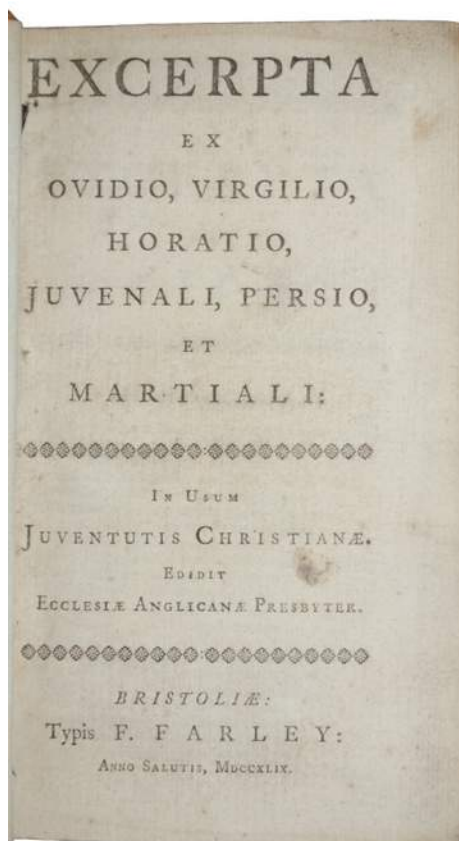 EXCERPTA
EX
OVIDIO, VIRGILIO,
HORATIO,
JUVENALI, PERSIO,
ET
MARTIALI:
IN USUM
JUVENTUTIS CHRISTIANÆ.
EDIDIT
ECCLESIÆ ANGLICANÆ PRESBYTER.
BRISTOLIÆ:
Typis F. FARLEY:
ANNO SALUTIS, MDCCXLIX.